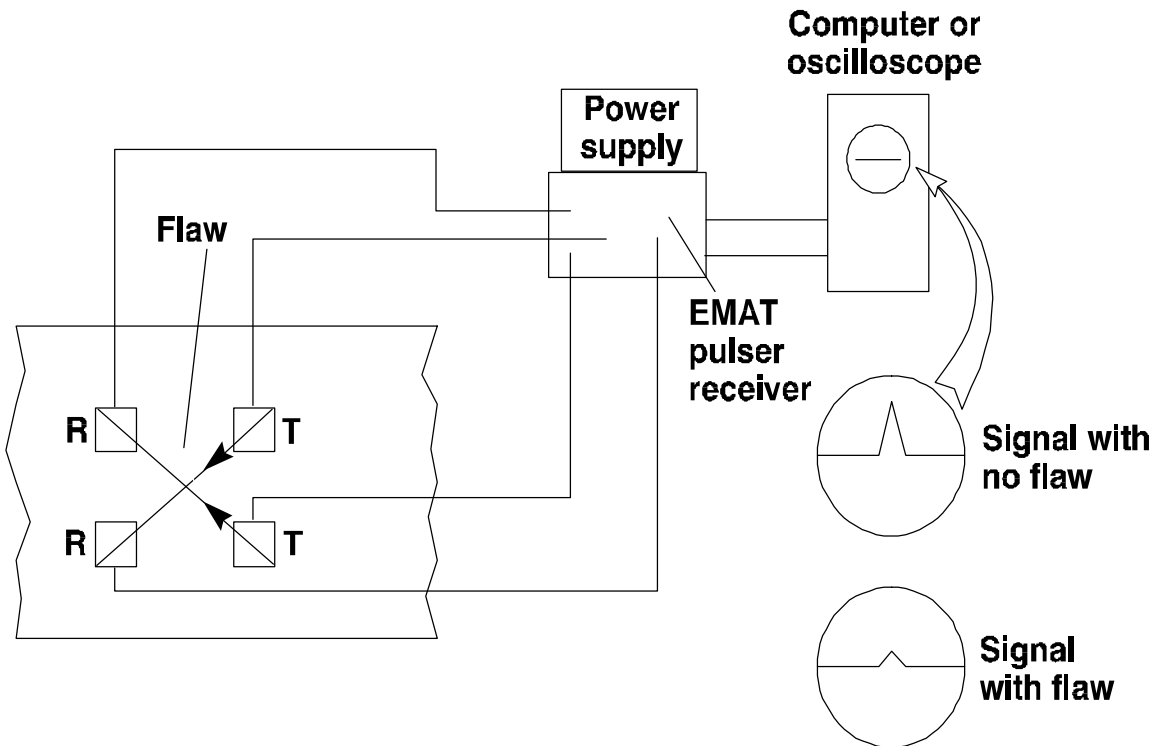 Computer or
oscilloscope
Power
supply
Flaw
EMAT
pulser
receiver
R
T
R
T
Signal with
no flaw
Signal
with flaw